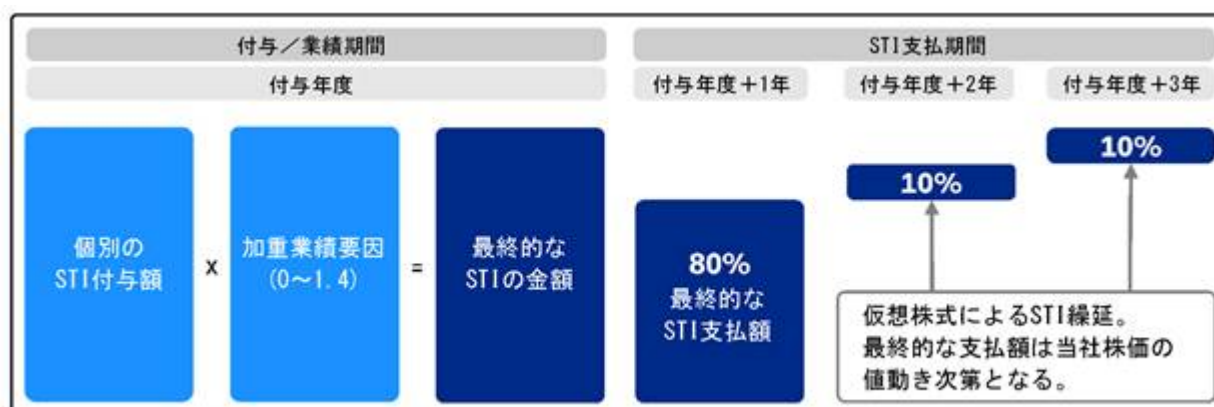 付与／業績期間
STI支払期間
付与年度
付与年度＋1年
付与年度＋2年
付与年度＋3年
個別の
STI付与額
x
加重業績要因
(0～1.4)
=
最終的な
STIの金額
80%
最終的な
STI支払額
10%
10%
仮想株式によるSTI繰延。
最終的な支払額は当社株価の
値動き次第となる。